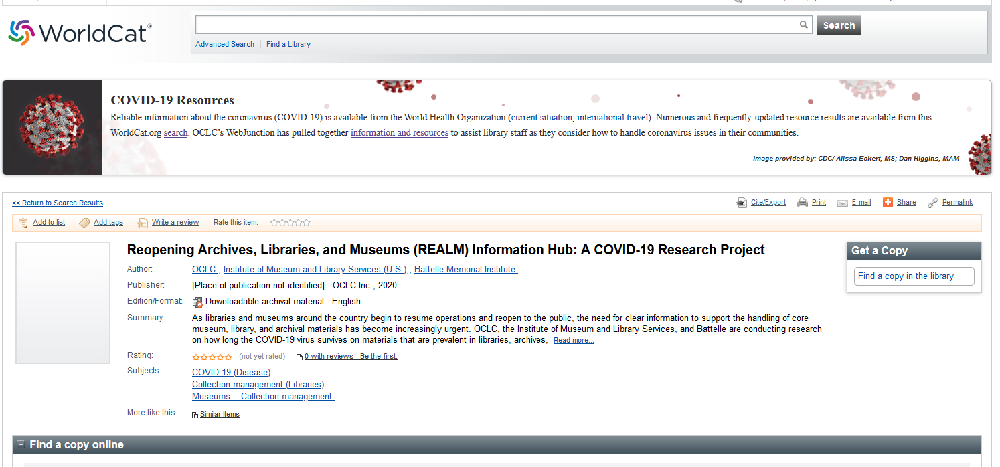 WorldCat®
Search
Advanced Search
Find a Library
COVID-19 Resources
Reliable information about the coronavirus (COVID-19) is available from the World Health Organization (current situation, international travel). Numerous and frequently-updated resource results are available from this
WorldCat.org search. OCLC’s WebJunction has pulled together information and resources to assist library staff as they consider how to handle coronavirus issues in their communities.
Image provided by: CDC/ Alissa Eckert, MS; Dan Higgins, MAM
<< Return to Search Results
Cite/Export
Print
E-mail
Share
Permalink
Add to list
Add tags
Write a review
Rate this item:
Reopening Archives, Libraries, and Museums (REALM) Information Hub: A COVID-19 Research Project
Author: OCLC.; Institute of Museum and Library Services (U.S.),; Battelle Memorial Institute.
Publisher: [Place of publication not identified] : OCLC Inc.; 2020
Edition/Format: Downloadable archival material : English
Summary: As libraries and museums around the country begin to resume operations and reopen to the public, the need for clear information to support the handling of core
museum, library, and archival materials has become increasingly urgent. OCLC, the Institute of Museum and Library Services, and Battelle are conducting research
on how long the COVID-19 virus survives on materials that are prevalent in libraries, archives, Read more...
Rating: (not yet rated) 0 with reviews - Be the first.
Subjects COVID-19 (Disease)
Collection management (Libraries)
Museums -- Collection management.
More like this Similar Items
Get a Copy
Find a copy in the library
Find a copy online